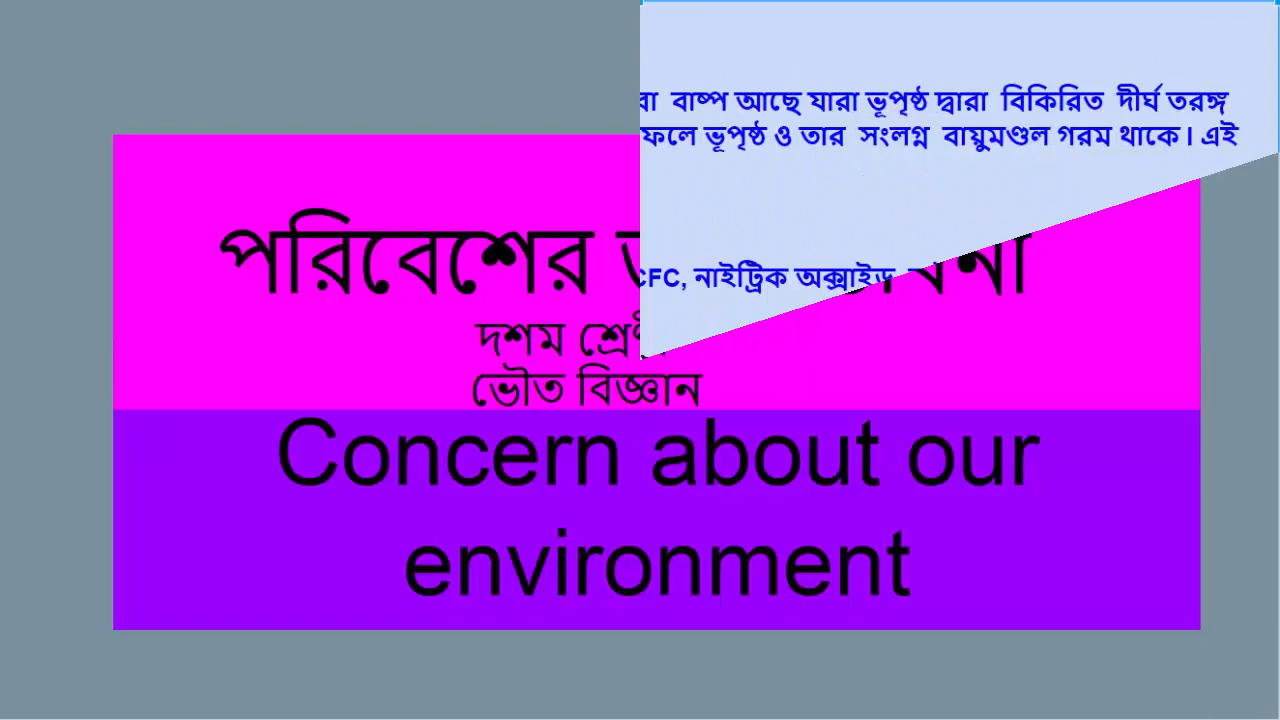 বাষ্প আছে যারা ভূপৃষ্ঠ দ্বারা বিকিরিত দীর্ঘ তরঙ্গ
ফলে ভূপৃষ্ঠ ও তার সংলগ্ন বায়ুমণ্ডল গরম থাকে। এই
CFC, নাইট্রিক অক্সাইড
পরিবেশের
দশম
ভৌত বিজ্ঞান
Concern about our
environment